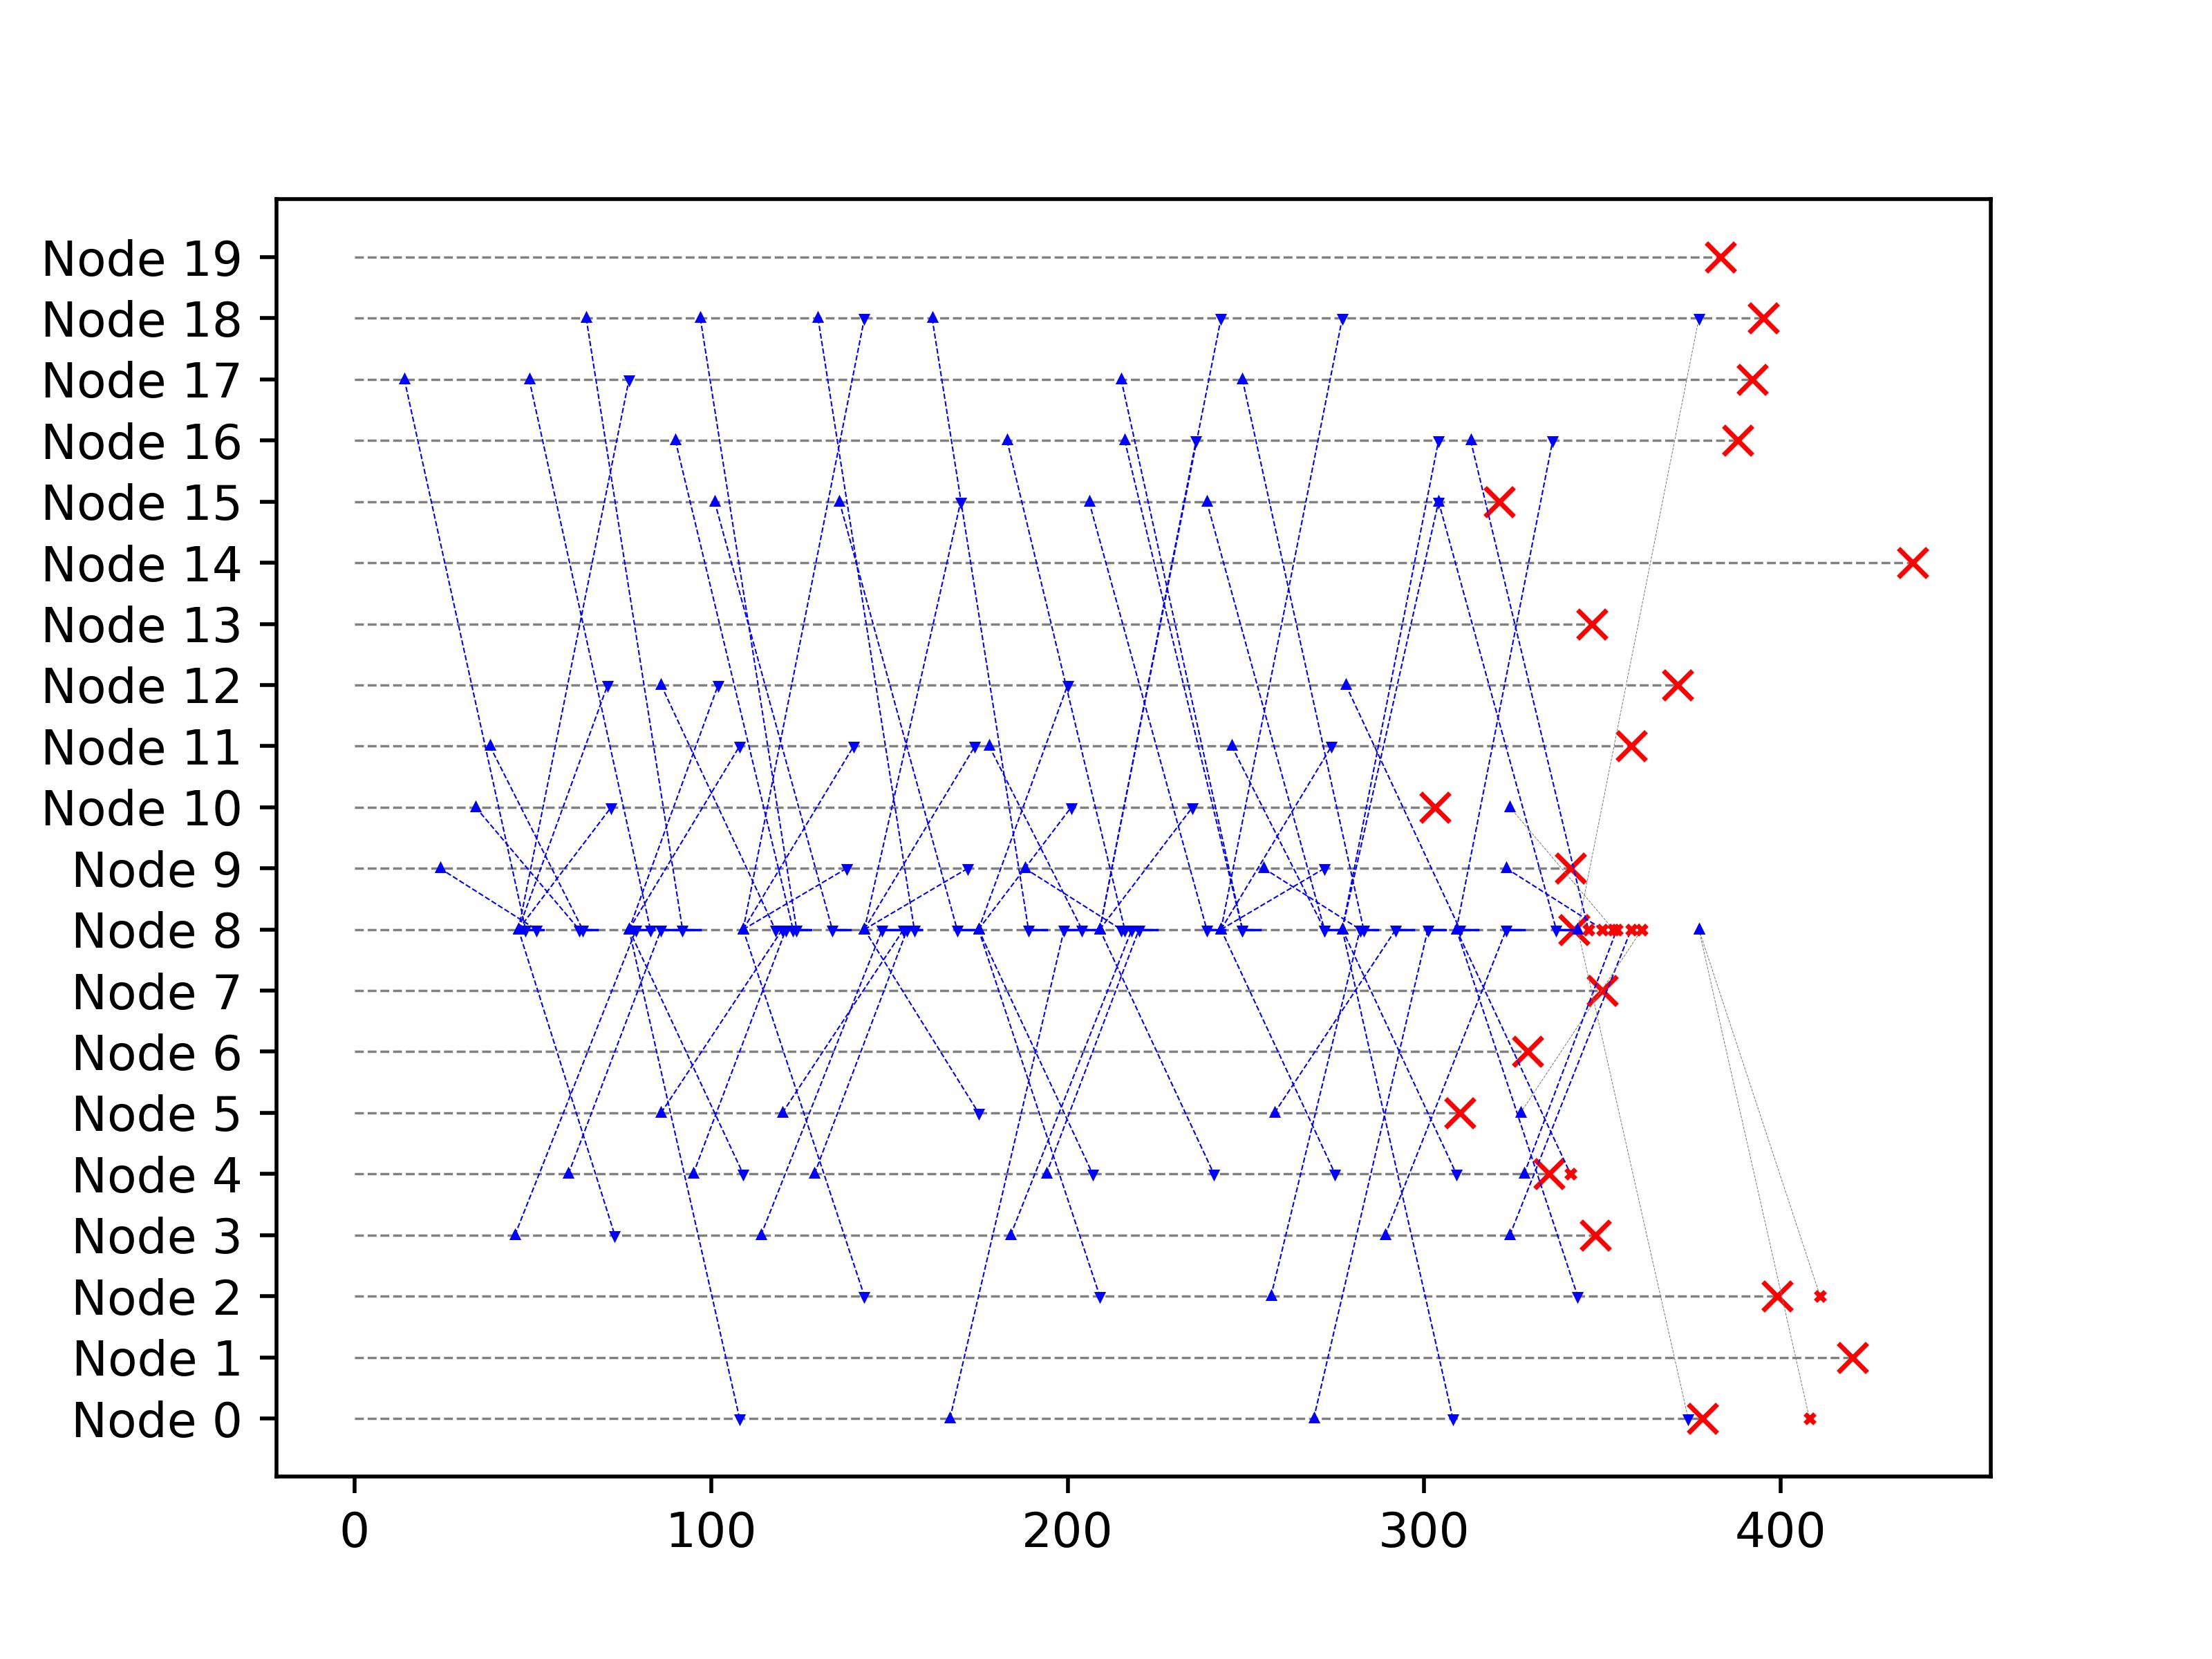 Node 19
Node 18
Node 17
Node 16
Node 15
Node 14
Node 13
Node 12
Node 11
Node 10
Node 9
Node 8
Node 7
Node 6
Node 5
Node 4
Node 3
Node 2
Node 1
Node 0
0 100 200 300 400